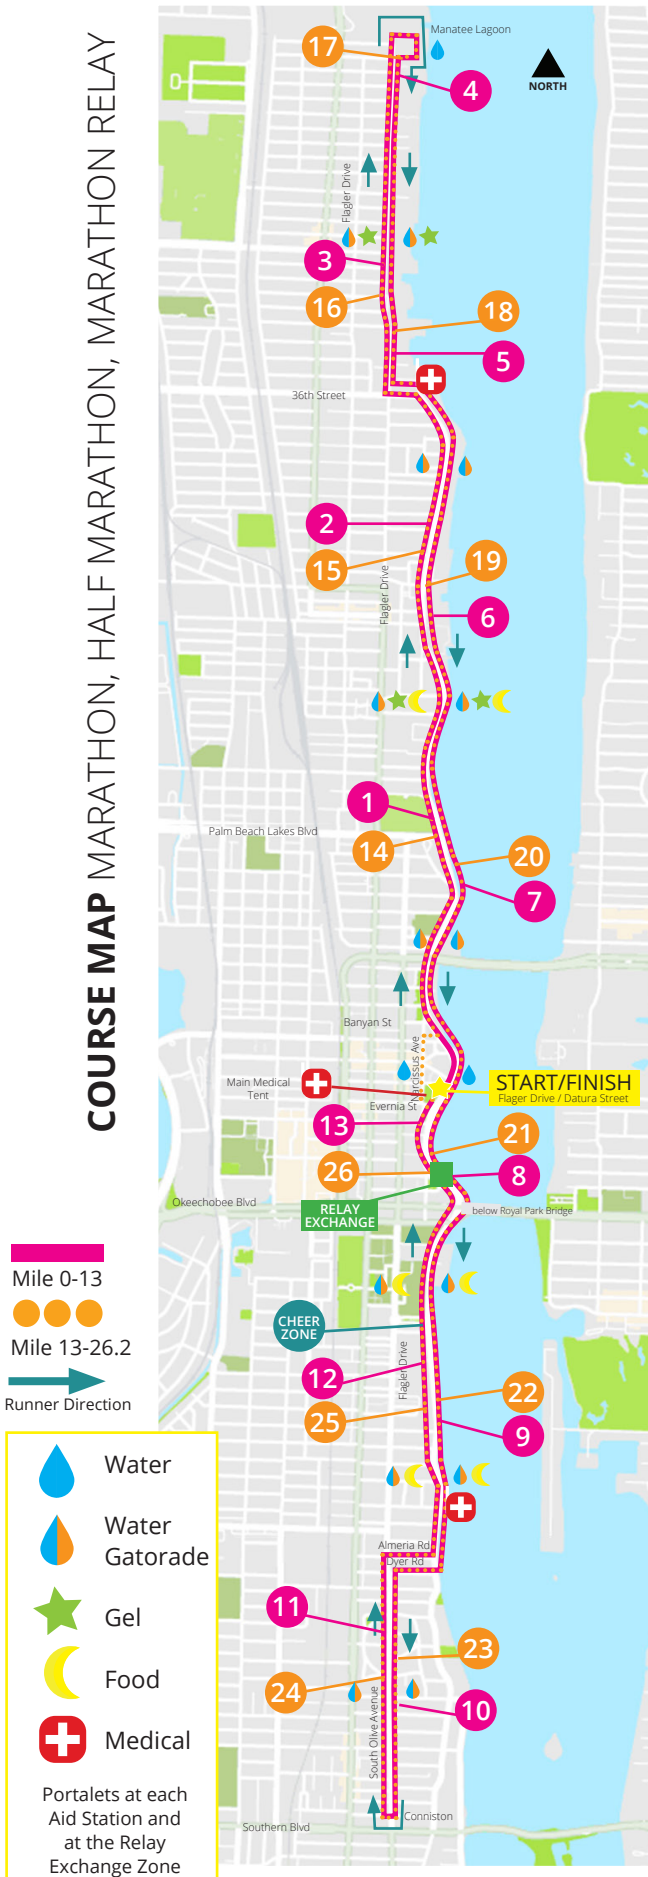 COURSE MAP MARATHON, HALF MARATHON, MARATHON RELAY
Manatee Lagoon
17
4
NORTH
Flagler Drive
3
16
18
5
36th Street
2
15
19
Flagler Drive
6
1
Palm Beach Lakes Blvd
14
20
7
Banyan St
Narcissus Ave
Main Medical
Tent
START/FINISH
Flager Drive / Datura Street
Evernia St
13
21
26
8
Okeechobee Blvd
RELAY
EXCHANGE
below Royal Park Bridge
CHEER
ZONE
Flagler Drive
12
22
25
9
Almeria Rd
Dyer Rd
11
23
24
10
South Olive Avenue
Conniston
Southern Blvd
Mile 0-13
Mile 13-26.2
Runner Direction
Water
Water
Gatorade
Gel
Food
Medical
Portalets at each
Aid Station and
at the Relay
Exchange Zone